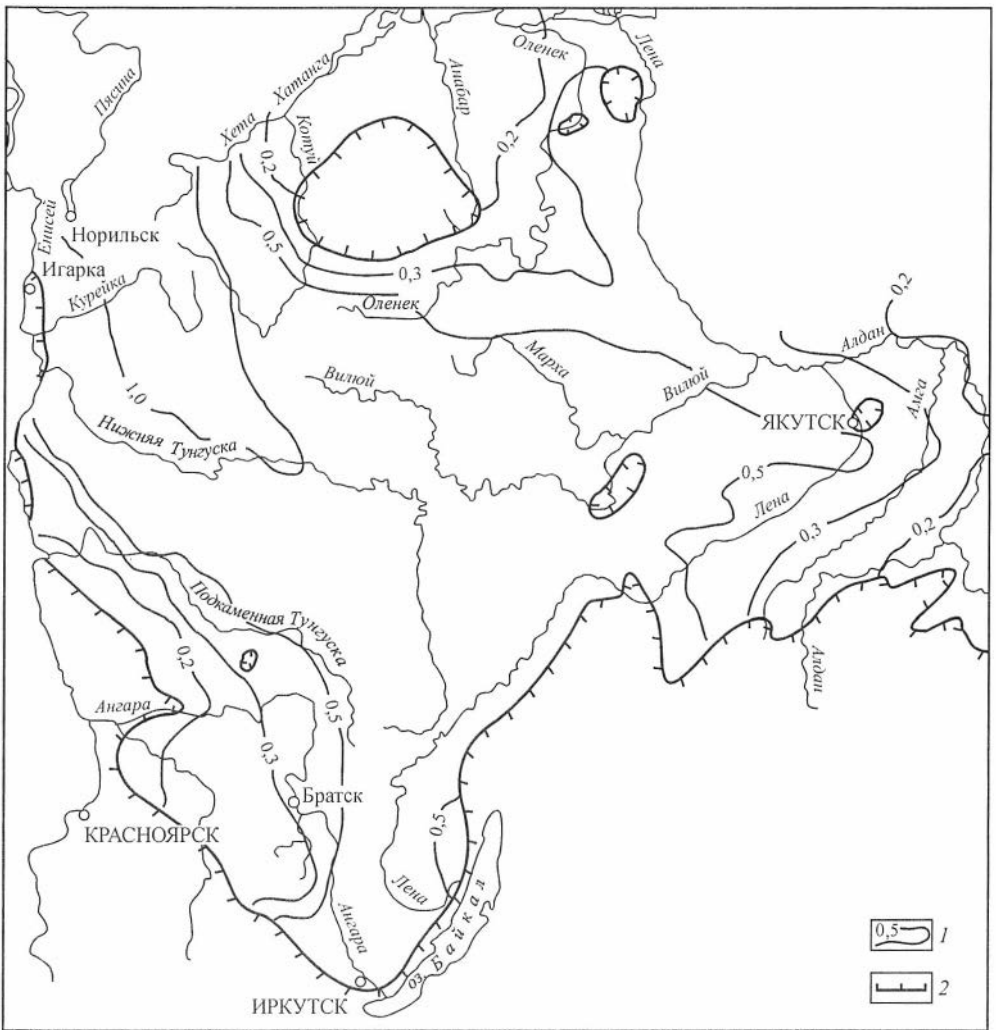 Пясина
Хета
Хатанга
Котуй
Анабар
Оленек
Лена
0,2
0,2
0,5
0,3
Енисей
Норильск
Игарка
Курейка
Оленек
1,0
Вилюй
Марха
Вилюй
Нижняя Тунгуска
0,2
Алдан
Амга
ЯКУТСК
0,5
Лена
0,3
0,2
Алдан
Подкаменная Тунгуска
0,2
0,5
Ангара
0,3
Братск
КРАСНОЯРСК
0,5
Лена
Ангара
оз. Байкал
ИРКУТСК
0,5 1
2